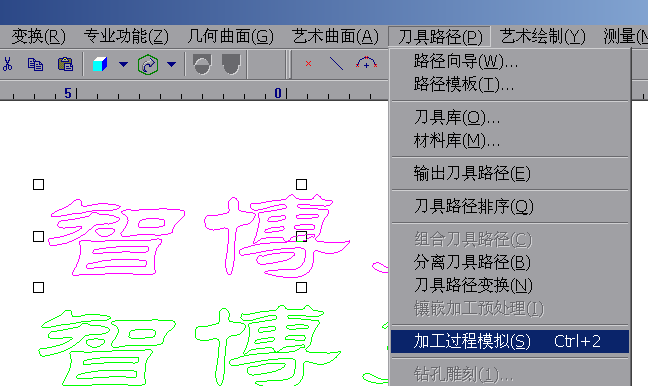 变换(R) 专业功能(Z) 几何曲面(G) 艺术曲面(A) 刀具路径(P) 艺术绘制(Y) 测量(M
路径向导(W)...
路径模板(T)...
5 0
刀具库(O)...
材料库(M)...
输出刀具路径(E)
刀具路径排序(Q)
智博
组合刀具路径(C)
分离刀具路径(B)
刀具路径变换(N)
镶嵌加工预处理(I)
智博
加工过程模拟(S) Ctrl+2
钻孔雕刻(1)...